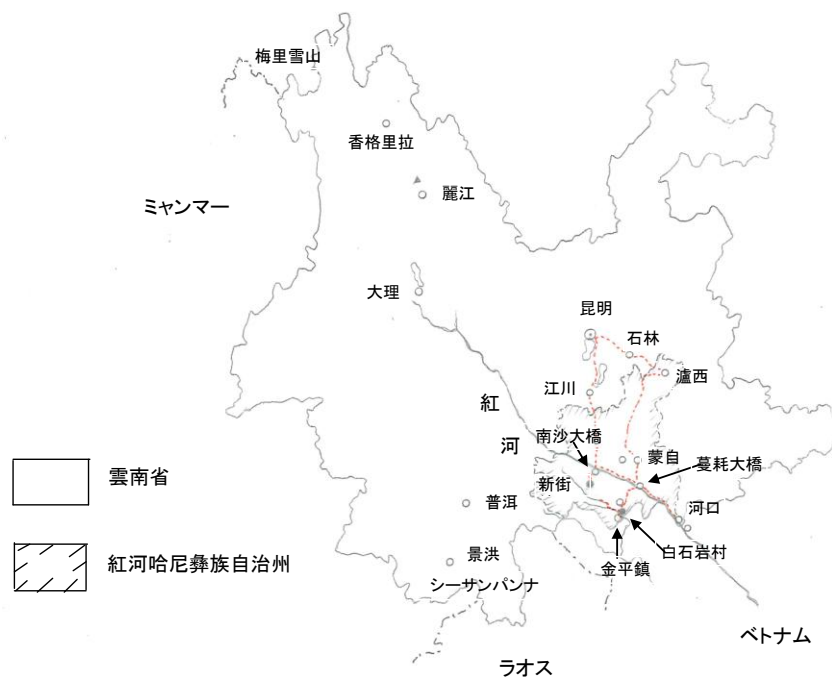 梅里雪山
香格里拉
麗江
ミャンマー
大理
昆明
石林
瀘西
江川
紅
河
南沙大橋
蒙自
蔓耗大橋
新街
普洱
河口
雲南省
白石岩村
金平鎮
景洪
シーサンパンナ
紅河哈尼彝族自治州
ベトナム
ラオス